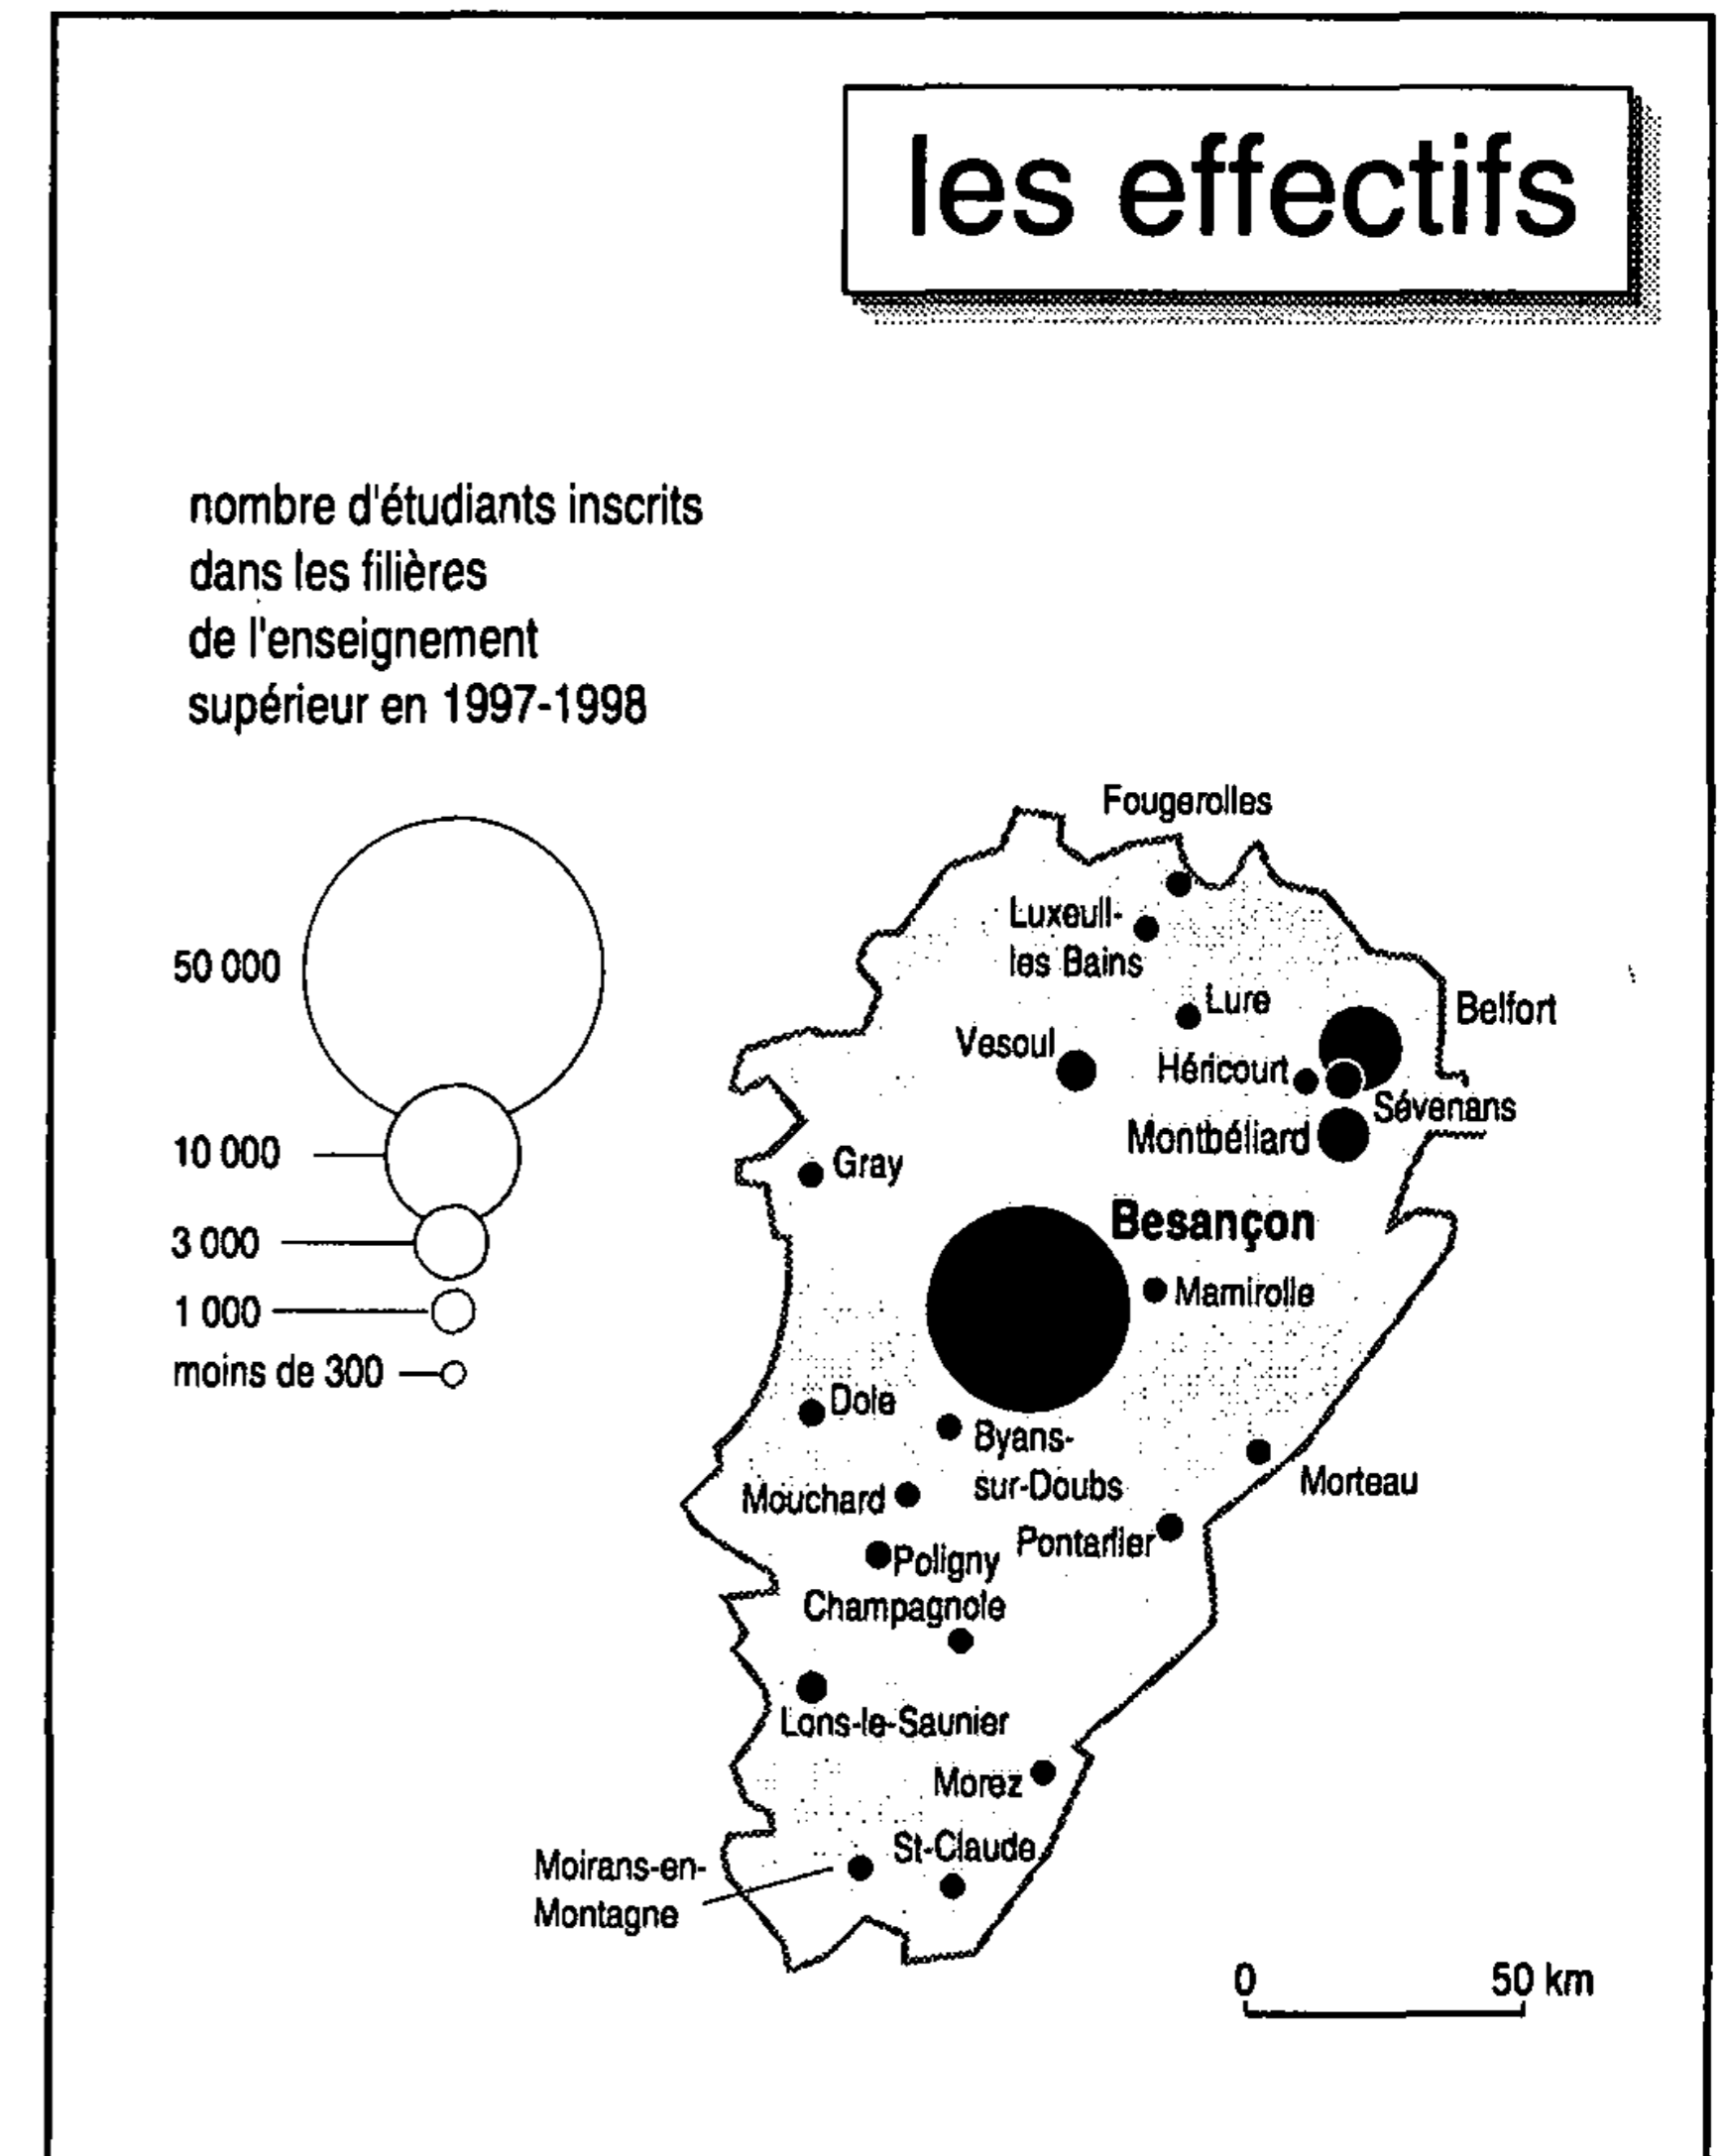 les effectifs
nombre d'étudiants inscrits
dans les filières
de l'enseignement
supérieur en 1997-1998
50 000
10 000
3 000
1 000
moins de 300
Fougerolles
Luxeuil-
les Bains
Lure
Belfort
Vesoul
Héricourt
Sévenans
Montbéliard
Gray
Besançon
Mamirolle
Dole
Byans-
sur-Doubs
Morteau
Mouchard
Pontarlier
Poligny
Champagnole
Lons-le-Saunier
Morez
St-Claude
Moirans-en-
Montagne
0
50 km